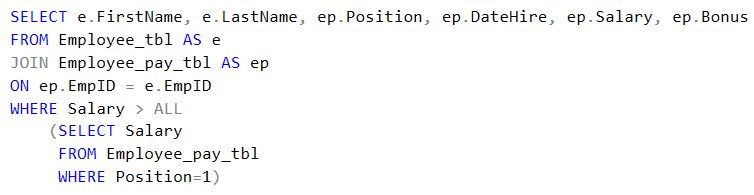 SELECT e.FirstName, e.LastName, ep.Position, ep.DateHire, ep.Salary, ep.Bonus
FROM Employee_tbl AS e
JOIN Employee_pay_tbl AS ep
ON ep.EmpID = e.EmpID
WHERE Salary > ALL
(SELECT Salary
FROM Employee_pay_tbl
WHERE Position=1)